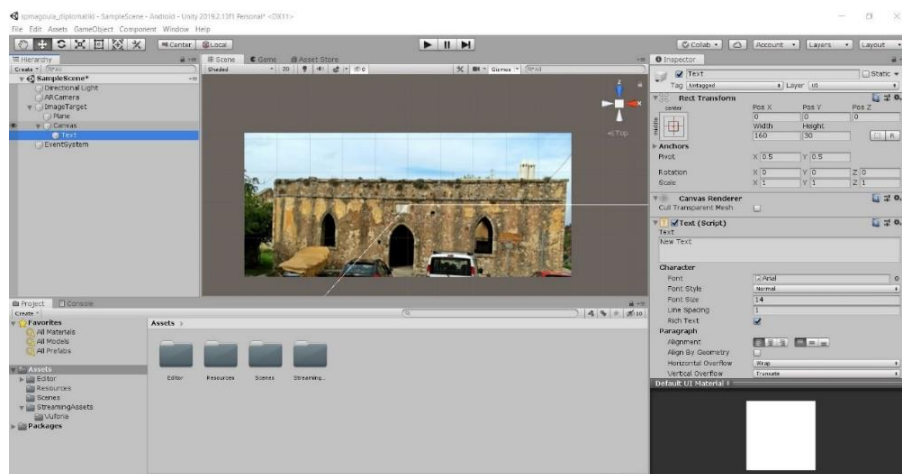 spmagoula_diplomatiki - SampleScene - Android - Unity 2019.2.13f1 Personal* <DX11>
File Edit Assets GameObject Component Window Help
Center Local
Collab Account Layers Layout
Hierarchy
Create
SampleScene*
Directional Light
ARCamera
ImageTarget
Plane
Canvas
Text
EventSystem
Scene Game Asset Store
Shaded 2D Gizmos
Top
Inspector
Text Static
Tag Untagged Layer UI
Rect Transform
center Pos X Pos Y Pos Z
middle 0 0 0
Width Height
160 30 R
Anchors
Pivot X 0.5 Y 0.5
Rotation X 0 Y 0 Z 0
Scale X 1 Y 1 Z 1
Canvas Renderer
Cull Transparent Mesh
Text (Script)
Text
New Text
Character
Font Arial
Font Style Normal
Font Size 14
Line Spacing 1
Rich Text
Paragraph
Alignment
Align By Geometry
Horizontal Overflow Wrap
Vertical Overflow Truncate
Default UI Material
Project Console
Create
Favorites
All Materials
All Models
All Prefabs
Assets
Editor
Resources
Scenes
StreamingAssets
Vuforia
Packages
Assets
Editor Resources Scenes Streaming...